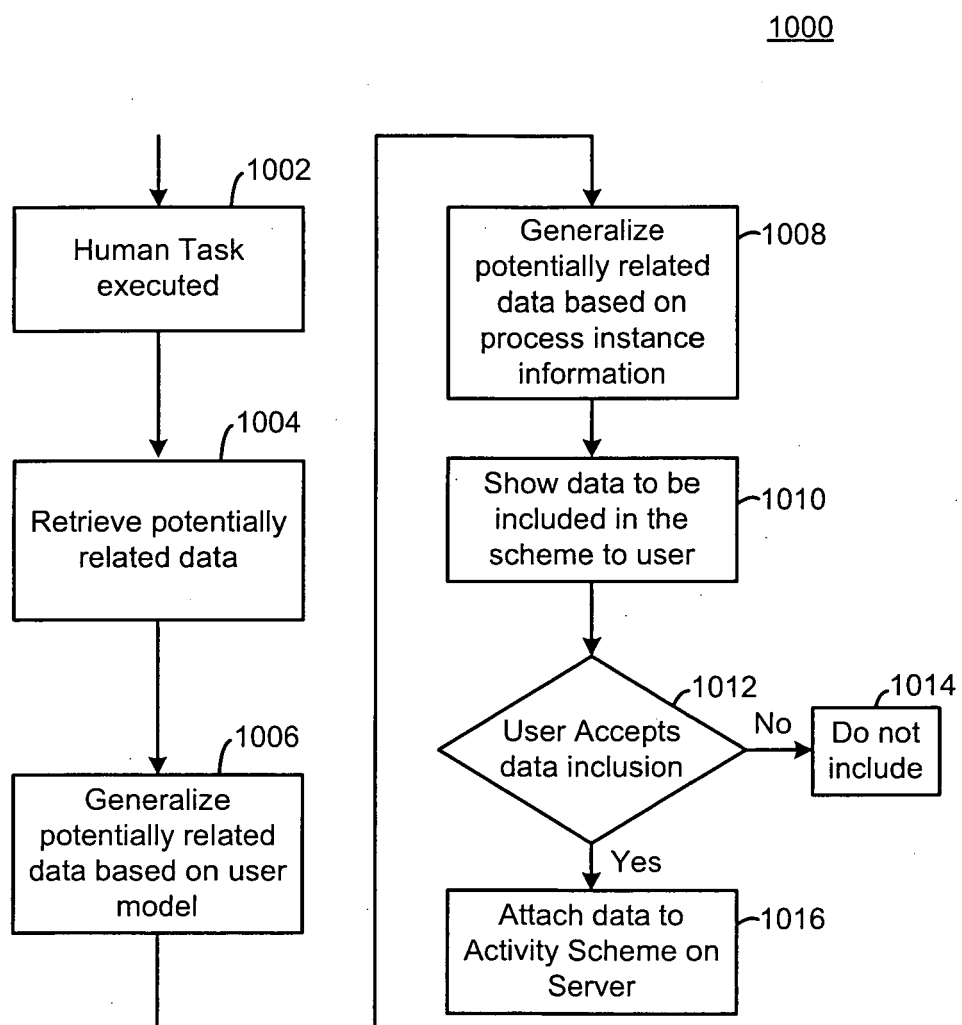 1000
1002
Human Task
executed
1004
Retrieve potentially
related data
1006
Generalize
potentially related
data based on user
model
1008
Generalize
potentially related
data based on
process instance
information
1010
Show data to be
included in the
scheme to user
1012
User Accepts
data inclusion
No
1014
Do not
include
Yes
1016
Attach data to
Activity Scheme on
Server